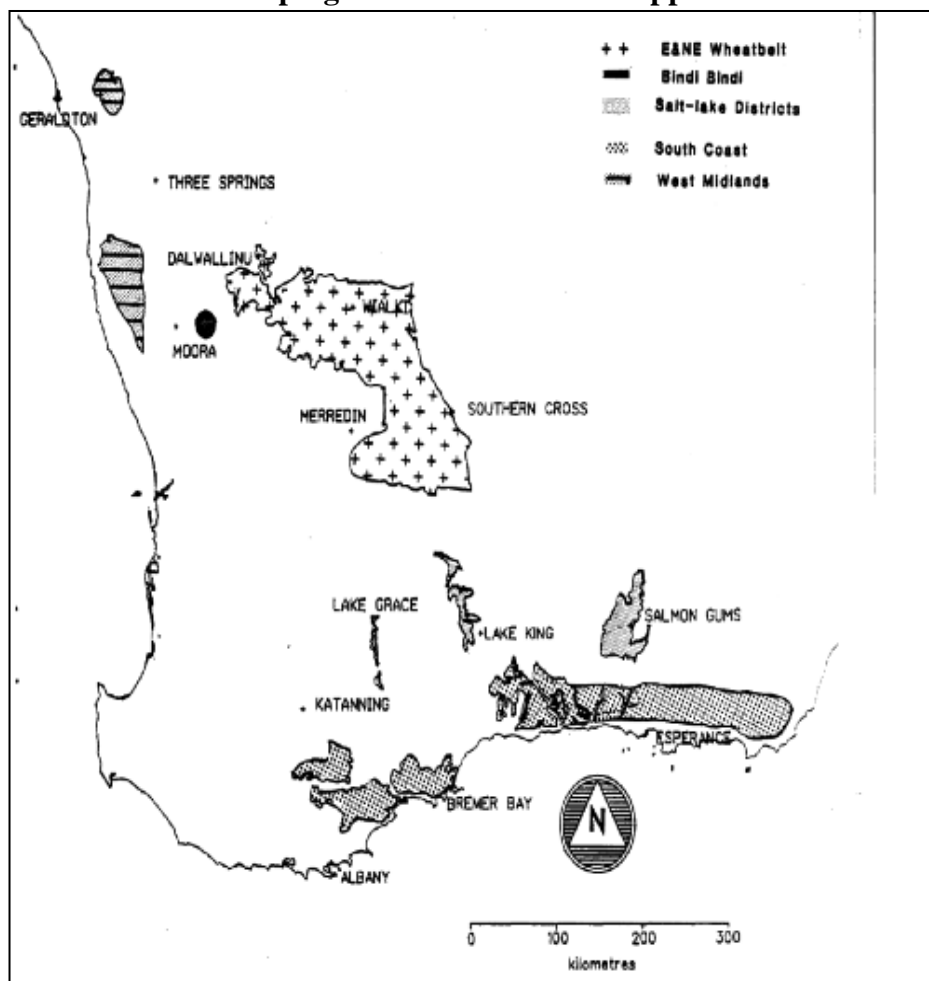 E&NE Wheatbelt
Bindi Bindi
Salt-lake Districts
South Coast
West Midlands
GERALDTON
THREE SPRINGS
DALWALLINU
WIALKI
MOORA
MERREDIN
SOUTHERN CROSS
LAKE GRACE
SALMON GUMS
LAKE KING
KATANNING
ESPERANCE
BREMER BAY
N
ALBANY
0 100 200 300
kilometres